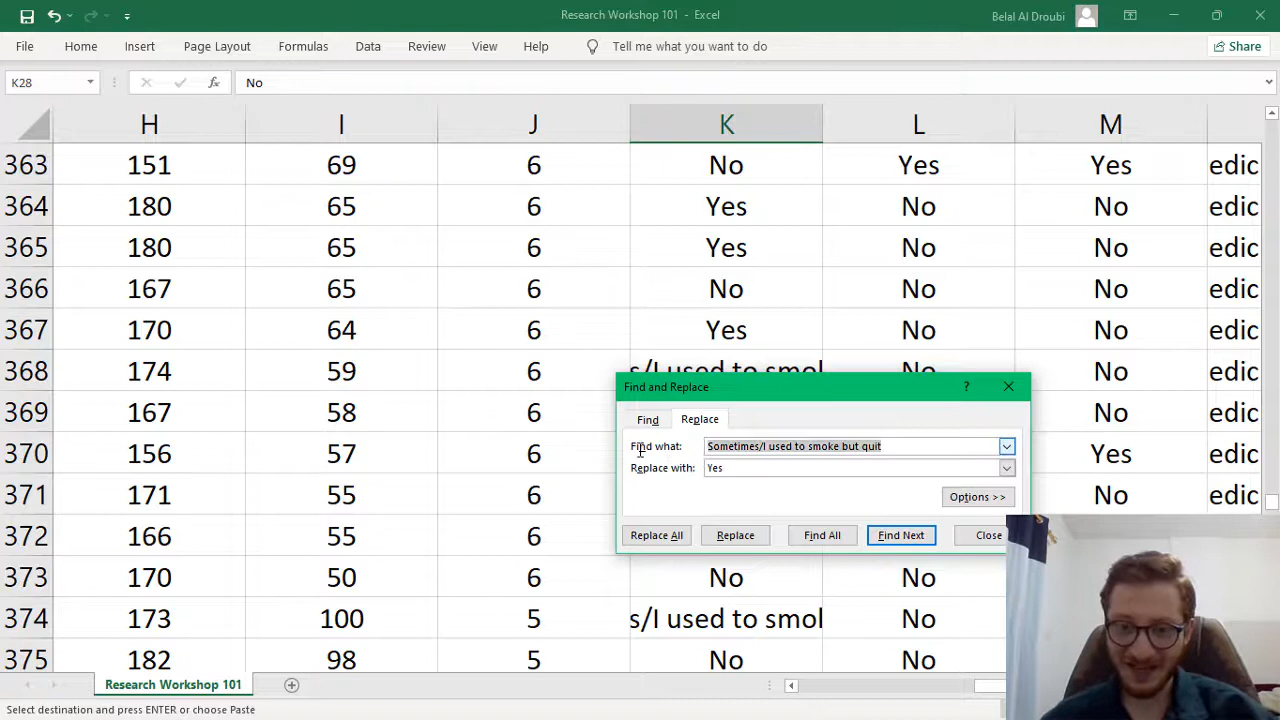 Research Workshop 101 - Excel
Belal Al Droubi
File Home Insert Page Layout Formulas Data Review View Help Tell me what you want to do Share
K28 fx No
H I J K L M
363 151 69 6 No Yes Yes edic
364 180 65 6 Yes No No edic
365 180 65 6 Yes No No edic
366 167 65 6 No No No edic
367 170 64 6 Yes No No edic
368 174 59 6 s/I used to smol
369 167 58 6
370 156 57 6 Yes edic
371 171 55 6 No edic
372 166 55 6
373 170 50 6 No No
374 173 100 5 s/I used to smol No
375 182 98 5 No No
Find and Replace ?
Find Replace
Find what: Sometimes/I used to smoke but quit
Replace with: Yes
Options >>
Replace All Replace Find All Find Next Close
Research Workshop 101
Select destination and press ENTER or choose Paste